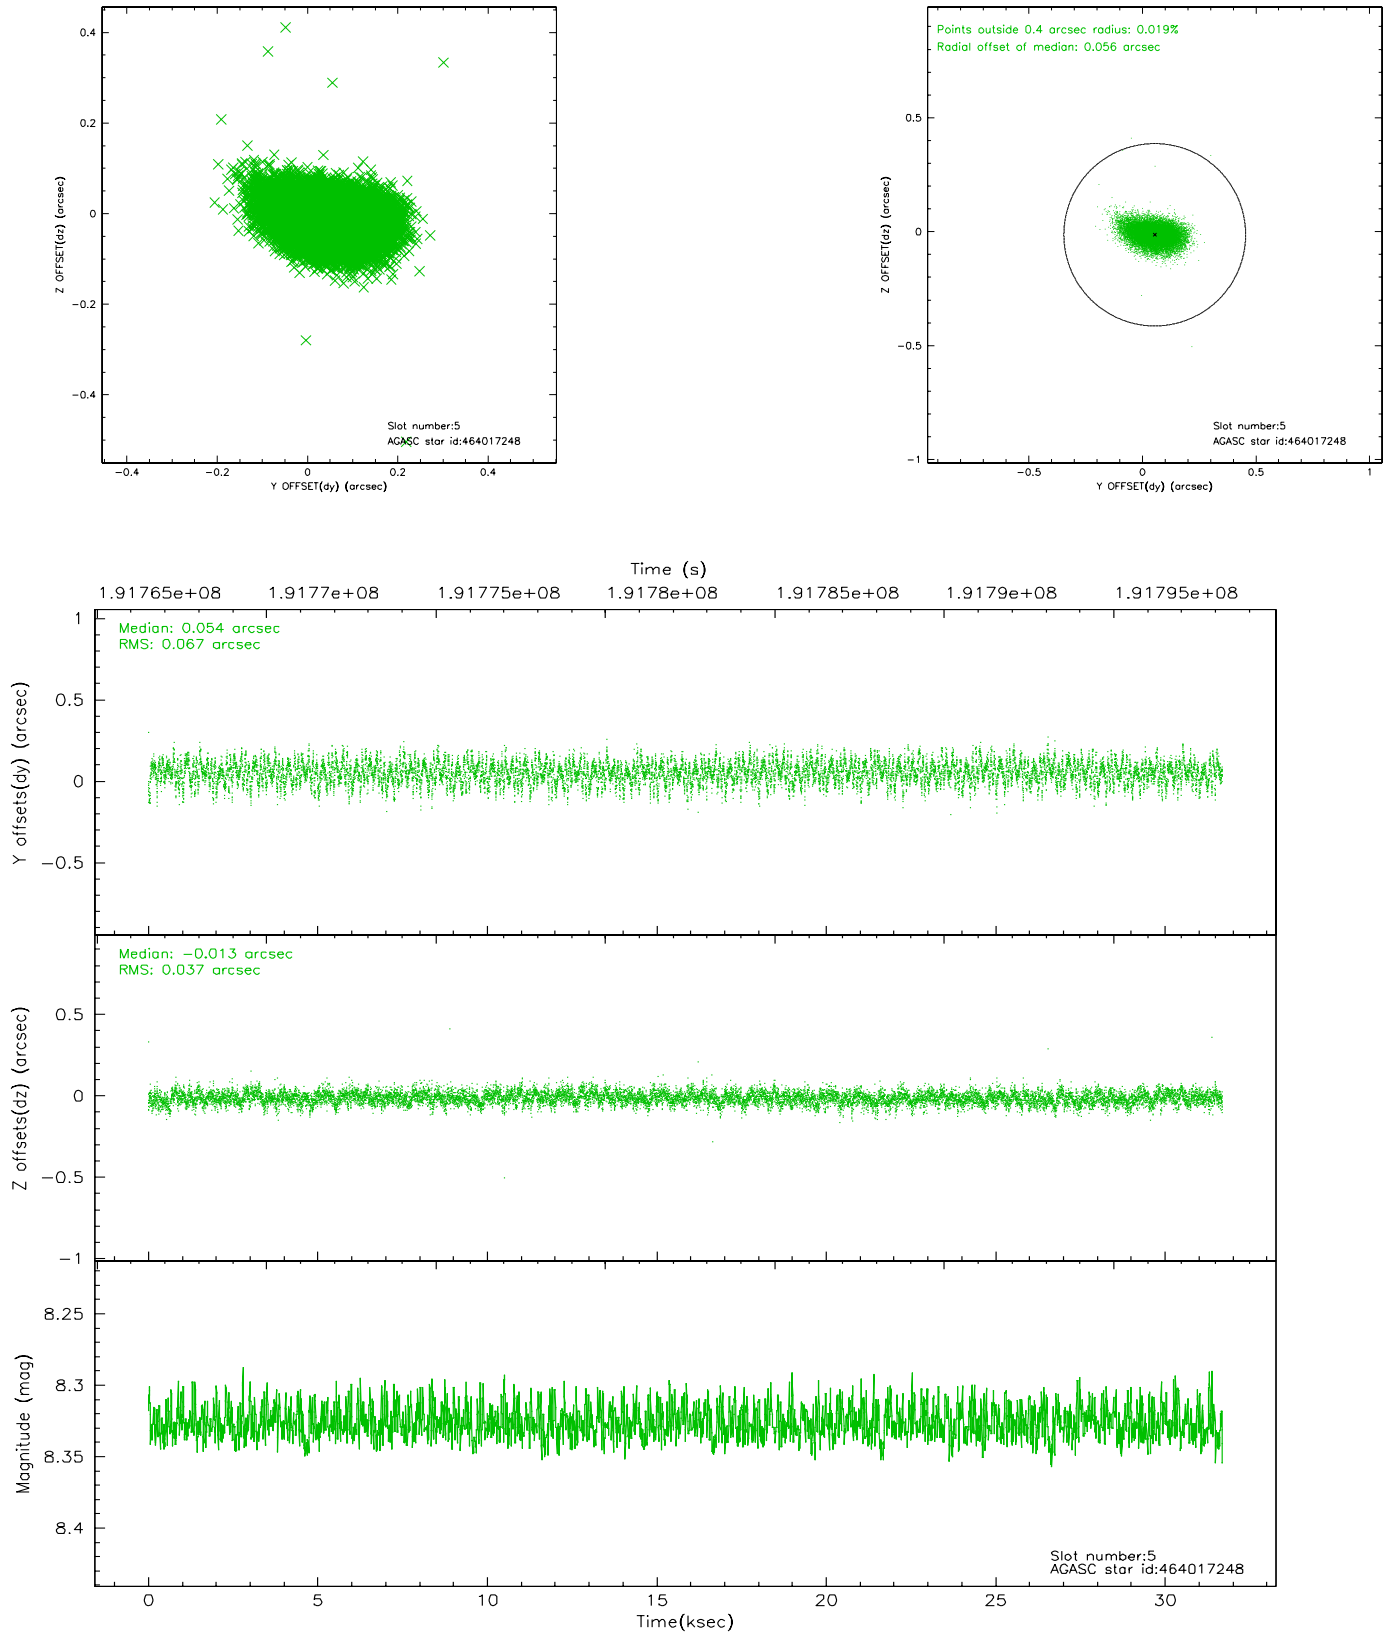 0.4
0.2
0
−0.2
−0.4
Z OFFSET(dz) (arcsec)
Slot number:5
AGASC star id:464017248
−0.4 −0.2 0 0.2 0.4
Y OFFSET(dy) (arcsec)
Points outside 0.4 arcsec radius: 0.019%
Radial offset of median: 0.056 arcsec
0.5
0
−0.5
−1
Z OFFSET(dz) (arcsec)
Slot number:5
AGASC star id:464017248
−0.5 0 0.5 1
Y OFFSET(dy) (arcsec)
Time (s)
1.91765e+08 1.9177e+08 1.91775e+08 1.9178e+08 1.91785e+08 1.9179e+08 1.91795e+08
Median: 0.054 arcsec
RMS: 0.067 arcsec
1
0.5
0
−0.5
Y offsets(dy) (arcsec)
Median: −0.013 arcsec
RMS: 0.037 arcsec
0.5
0
−0.5
−1
Z offsets(dz) (arcsec)
8.25
8.3
8.35
8.4
Magnitude (mag)
Slot number:5
AGASC star id:464017248
0 5 10 15 20 25 30
Time(ksec)